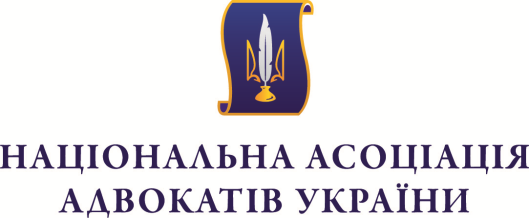 НАЦІОНАЛЬНА АСОЦІАЦІЯ
АДВОКАТІВ УКРАЇНИ